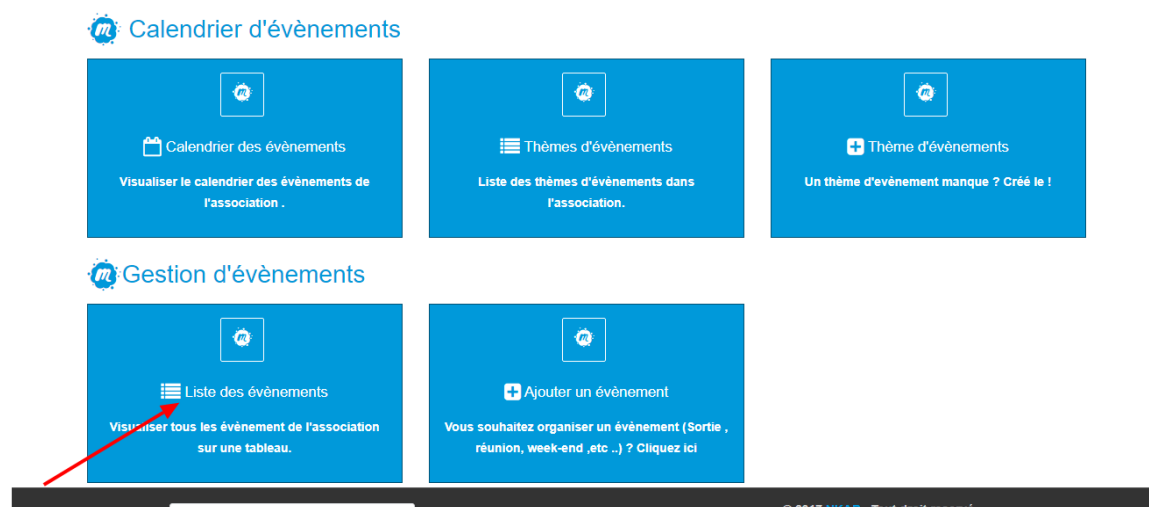 Calendrier d'évènements
Calendrier des évènements
Visualiser le calendrier des évènements de
l'association .
Thèmes d'évènements
Liste des thèmes d'évènements dans
l'association.
Thème d'évènements
Un thème d'evènement manque ? Créé le !
Gestion d'évènements
Liste des évènements
Visualiser tous les évènement de l'association
sur une tableau.
Ajouter un évènement
Vous souhaitez organiser un évènement (Sortie ,
réunion, week-end ,etc ..) ? Cliquez ici